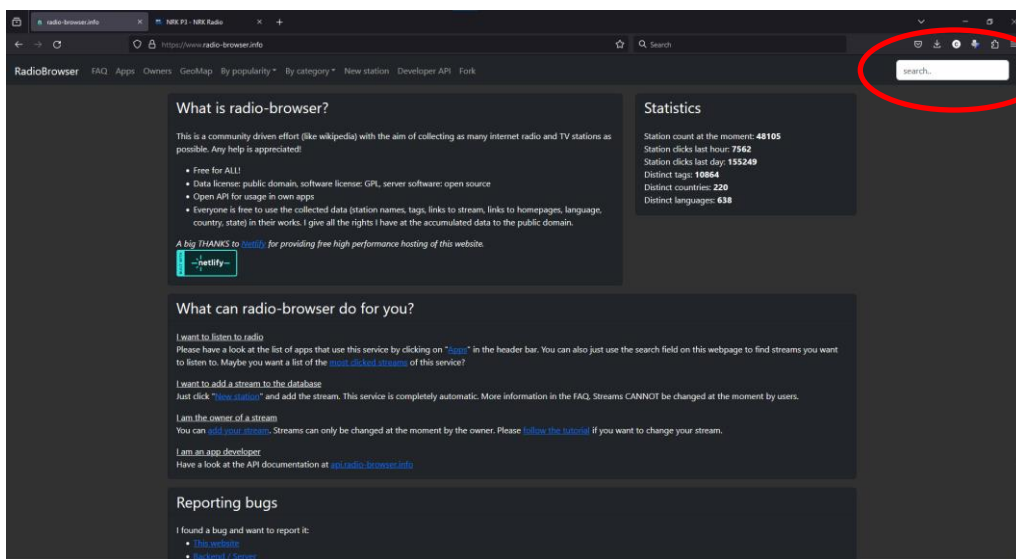 radio-browser.info
NRK P3 - NRK Radio
https://www.radio-browser.info
Search
RadioBrowser FAQ Apps Owners GeoMap By popularity By category New station Developer API Fork
search..
What is radio-browser?
This is a community driven effort (like wikipedia) with the aim of collecting as many internet radio and TV stations as
possible. Any help is appreciated!
• Free for ALL!
• Data license: public domain, software license: GPL, server software: open source
• Open API for usage in own apps
• Everyone is free to use the collected data (station names, tags, links to stream, links to homepages, language,
country, state) in their works. I give all the rights I have at the accumulated data to the public domain.
A big THANKS to Netlify for providing free high performance hosting of this website.
netlify
Statistics
Station count at the moment: 48105
Station clicks last hour: 7562
Station clicks last day: 155249
Distinct tags: 10864
Distinct countries: 220
Distinct languages: 638
What can radio-browser do for you?
I want to listen to radio
Please have a look at the list of apps that use this service by clicking on "Apps" in the header bar. You can also just use the search field on this webpage to find streams you want
to listen to. Maybe you want a list of the most clicked streams of this service?
I want to add a stream to the database
Just click "New station" and add the stream. This service is completely automatic. More information in the FAQ. Streams CANNOT be changed at the moment by users.
I am the owner of a stream
You can add your stream. Streams can only be changed at the moment by the owner. Please follow the tutorial if you want to change your stream.
I am an app developer
Have a look at the API documentation at api.radio-browser.info
Reporting bugs
I found a bug and want to report it:
• This website
• Backend / Server